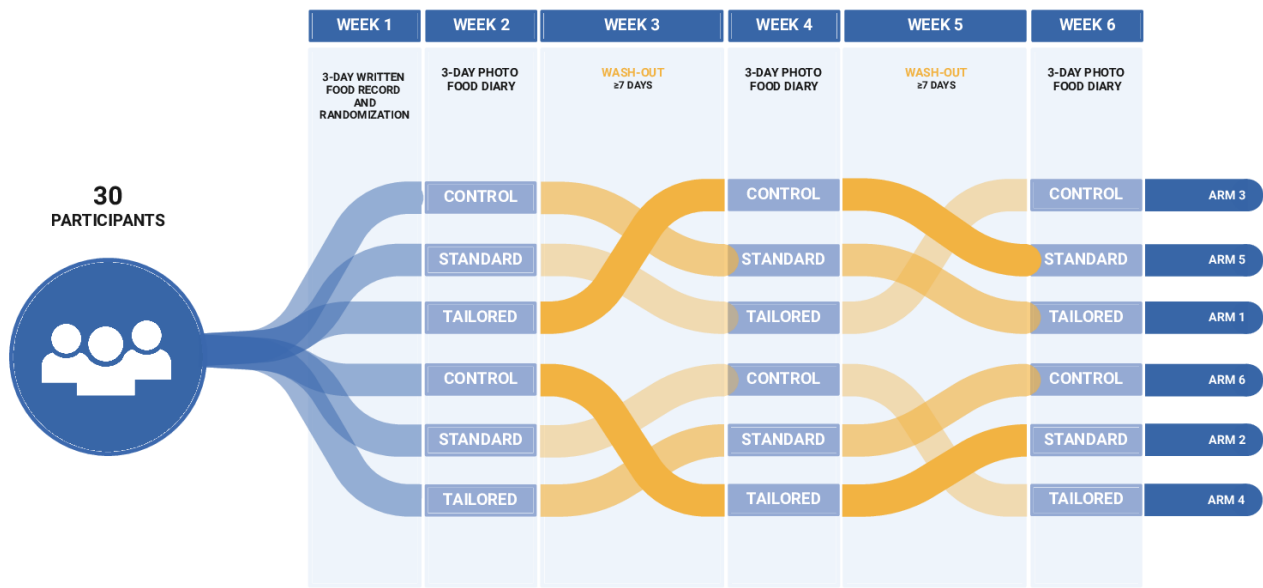 WEEK 1
WEEK 2
WEEK 3
WEEK 4
WEEK 5
WEEK 6
3-DAY WRITTEN
FOOD RECORD
AND
RANDOMIZATION
3-DAY PHOTO
FOOD DIARY
WASH-OUT
≥7 DAYS
3-DAY PHOTO
FOOD DIARY
WASH-OUT
≥7 DAYS
3-DAY PHOTO
FOOD DIARY
30
PARTICIPANTS
CONTROL
CONTROL
CONTROL
ARM 3
STANDARD
STANDARD
STANDARD
ARM 5
TAILORED
TAILORED
TAILORED
ARM 1
CONTROL
CONTROL
CONTROL
ARM 6
STANDARD
STANDARD
STANDARD
ARM 2
TAILORED
TAILORED
TAILORED
ARM 4